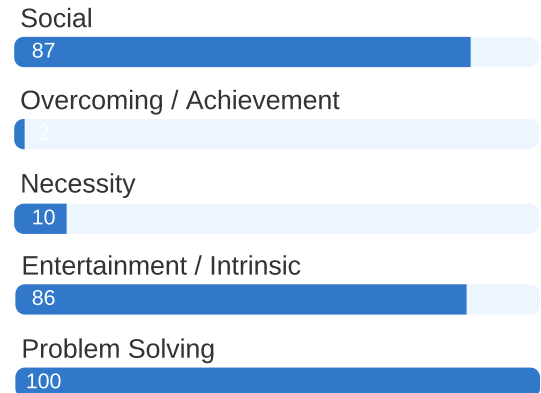 Social
87
Overcoming / Achievement
2
Necessity
10
Entertainment / Intrinsic
86
Problem Solving
100